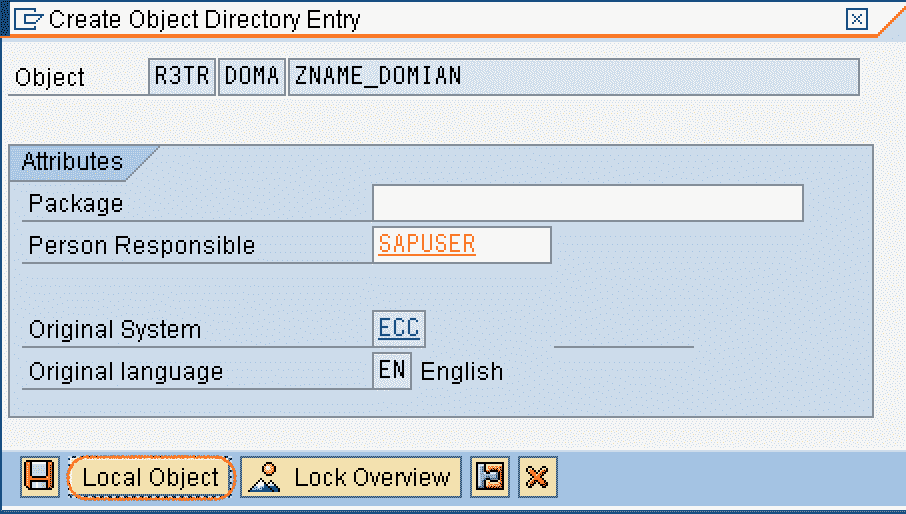 Create Object Directory Entry
Object R3TR DOMA ZNAME_DOMIAN
Attributes
Package
Person Responsible SAPUSER
Original System ECC
Original language EN English
Local Object Lock Overview